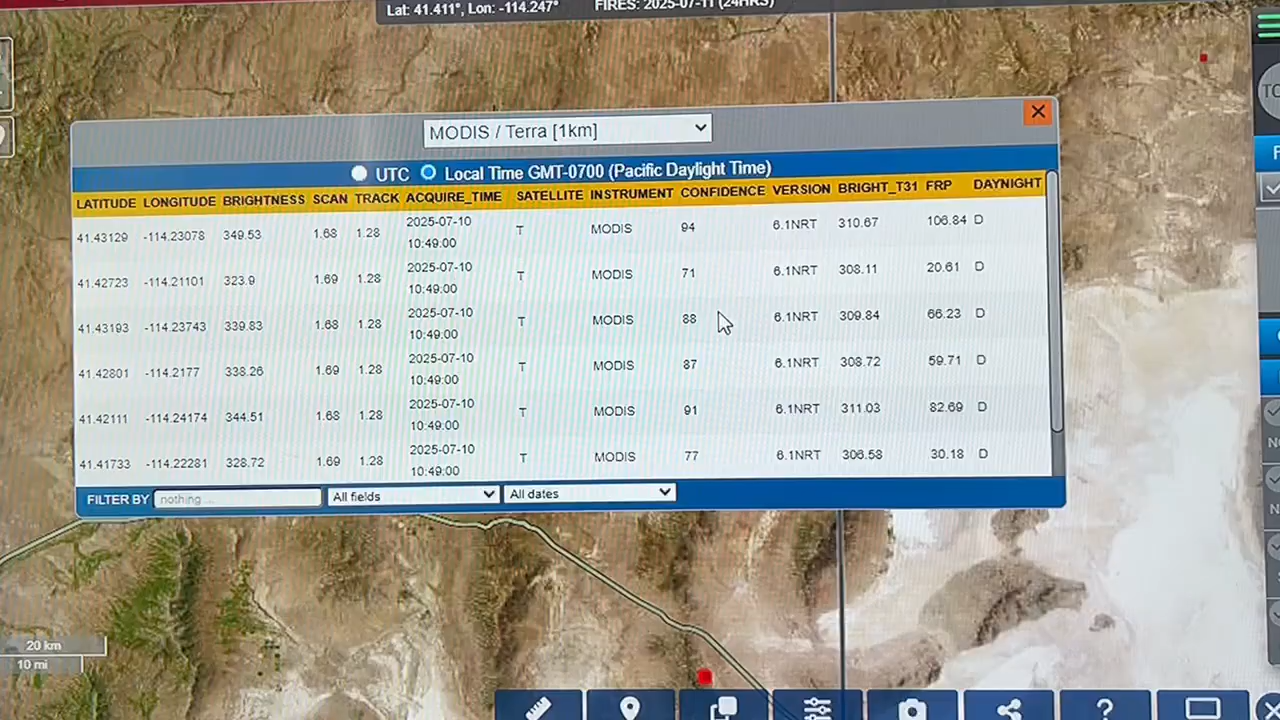 Lat: 41.411°, Lon: -114.247°
FIRES: 2025-07-11 (24HRS)
MODIS / Terra [1km]
UTC Local Time GMT-0700 (Pacific Daylight Time)
LATITUDE LONGITUDE BRIGHTNESS SCAN TRACK ACQUIRE_TIME SATELLITE INSTRUMENT CONFIDENCE VERSION BRIGHT_T31 FRP DAYNIGHT
41.43129 -114.23078 349.53 1.68 1.28 2025-07-10 10:49:00 T MODIS 94 6.1NRT 310.67 106.84 D
41.42723 -114.21101 323.9 1.69 1.28 2025-07-10 10:49:00 T MODIS 71 6.1NRT 308.11 20.61 D
41.43193 -114.23743 339.83 1.68 1.28 2025-07-10 10:49:00 T MODIS 88 6.1NRT 309.84 66.23 D
41.42801 -114.2177 338.26 1.69 1.28 2025-07-10 10:49:00 T MODIS 87 6.1NRT 308.72 59.71 D
41.42111 -114.24174 344.51 1.68 1.28 2025-07-10 10:49:00 T MODIS 91 6.1NRT 311.03 82.69 D
41.41733 -114.22281 328.72 1.69 1.28 2025-07-10 10:49:00 T MODIS 77 6.1NRT 306.58 30.18 D
FILTER BY nothing ... All fields All dates
20 km
10 mi
?